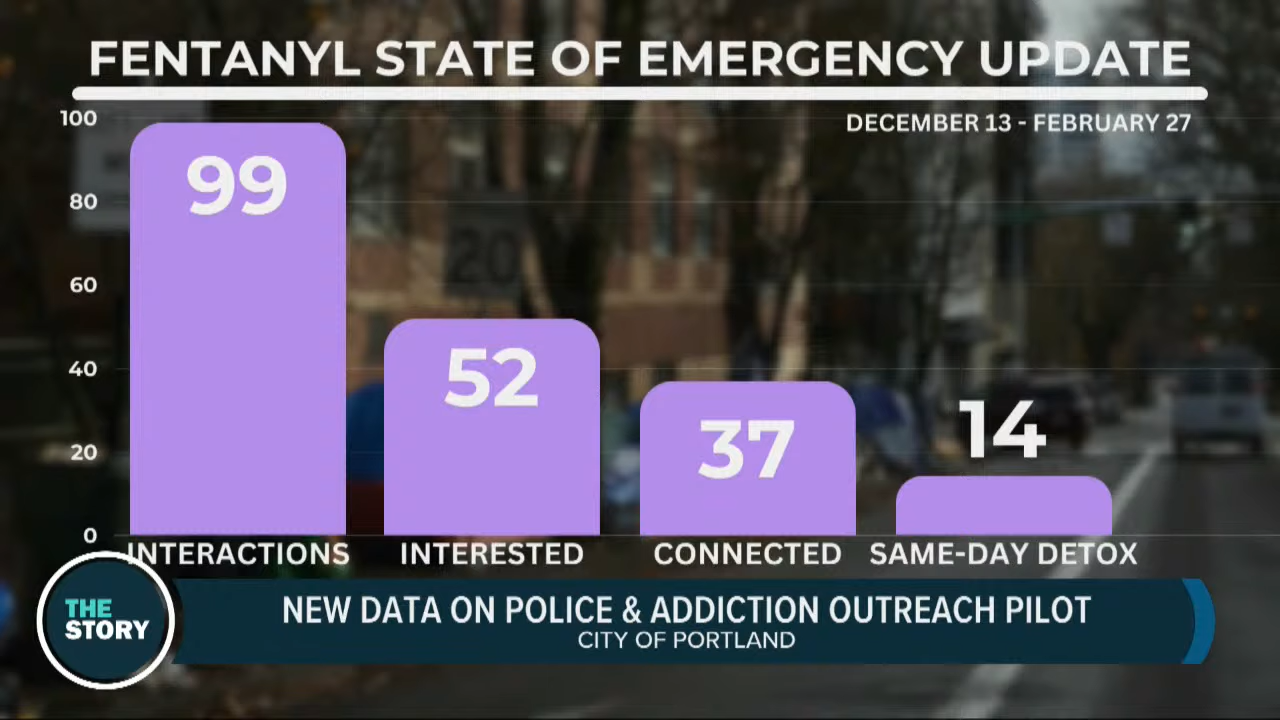 FENTANYL STATE OF EMERGENCY UPDATE
DECEMBER 13 - FEBRUARY 27
100
80
60
40
20
0
99
52
37
14
INTERACTIONS INTERESTED CONNECTED SAME-DAY DETOX
THE
STORY
NEW DATA ON POLICE & ADDICTION OUTREACH PILOT
CITY OF PORTLAND
20